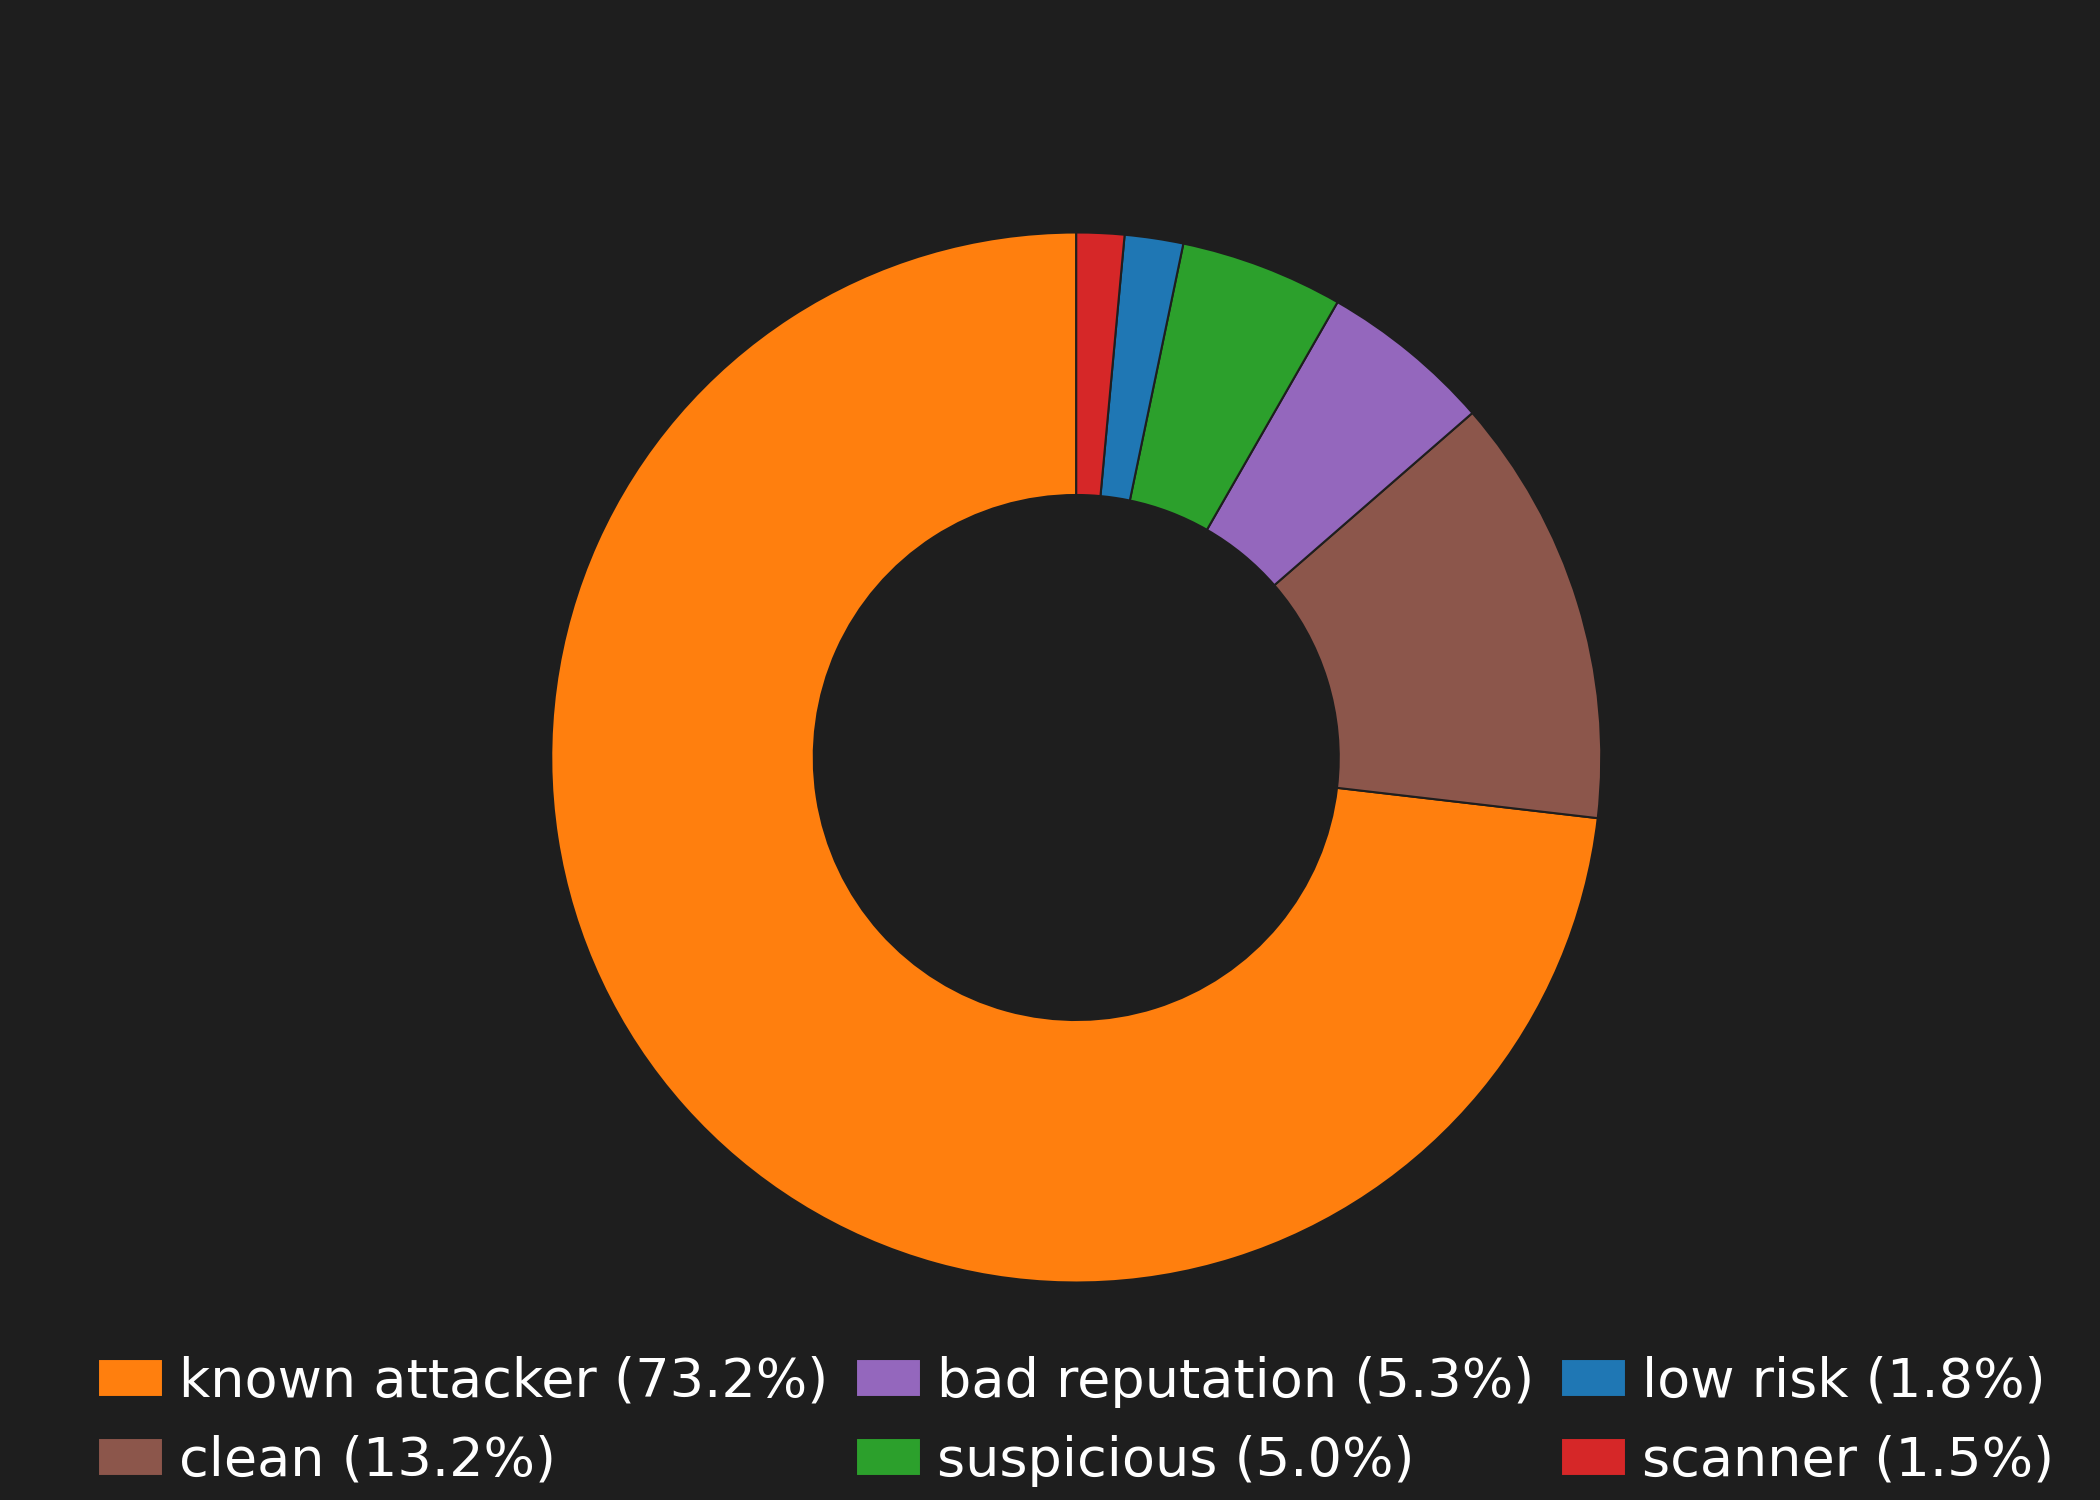 known attacker (73.2%)
clean (13.2%)
bad reputation (5.3%)
suspicious (5.0%)
low risk (1.8%)
scanner (1.5%)